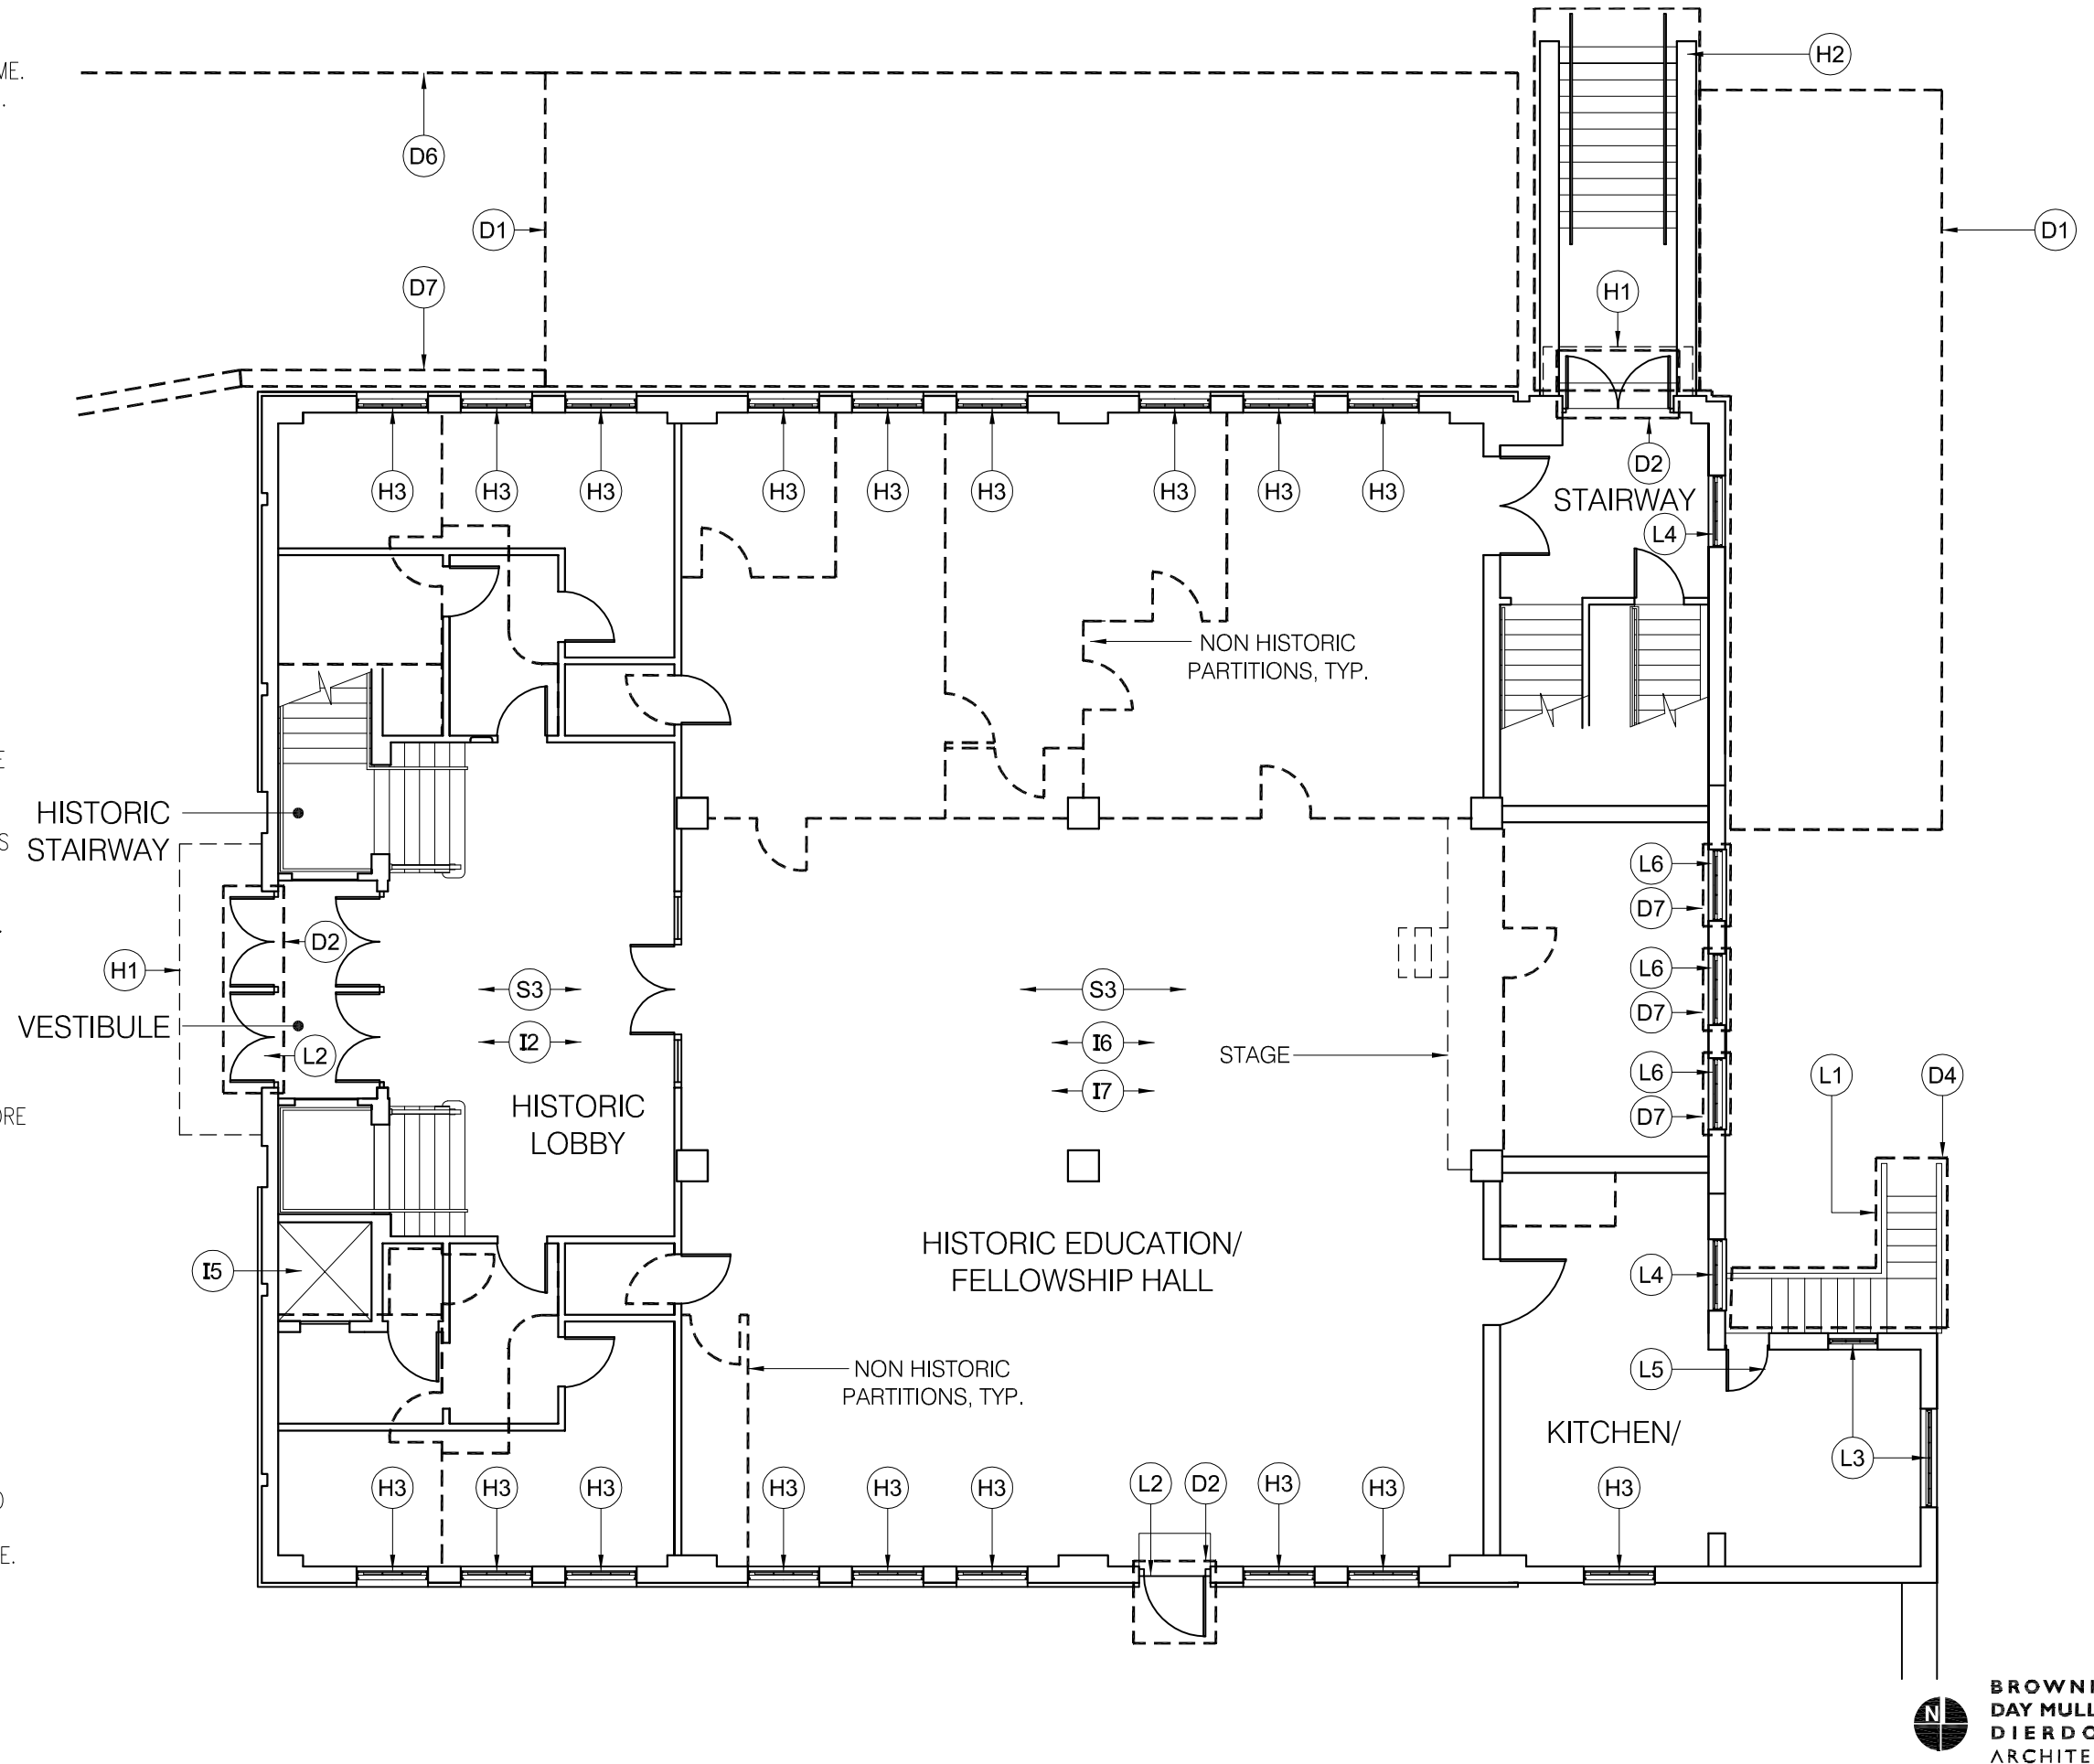 ME.
H2
.
D6
D1
D1
D7
H1
H3
H3
H3
H3
H3
H3
H3
H3
H3
D2
STAIRWAY
L4
NON HISTORIC
PARTITIONS, TYP.
E
HISTORIC
STAIRWAY
S
L6
D7
.
D2
H1
S3
S3
L6
D7
VESTIBULE
L2
I2
I6
STAGE
I7
L6
D7
L1
D4
ORE
HISTORIC
LOBBY
HISTORIC EDUCATION/
FELLOWSHIP HALL
I5
L4
NON HISTORIC
PARTITIONS, TYP.
L5
KITCHEN/
L3
H3
H3
H3
H3
H3
H3
L2
D2
H3
H3
H3
E.
N
BROWNI
DAY MULL
DIERDO
ARCHITE